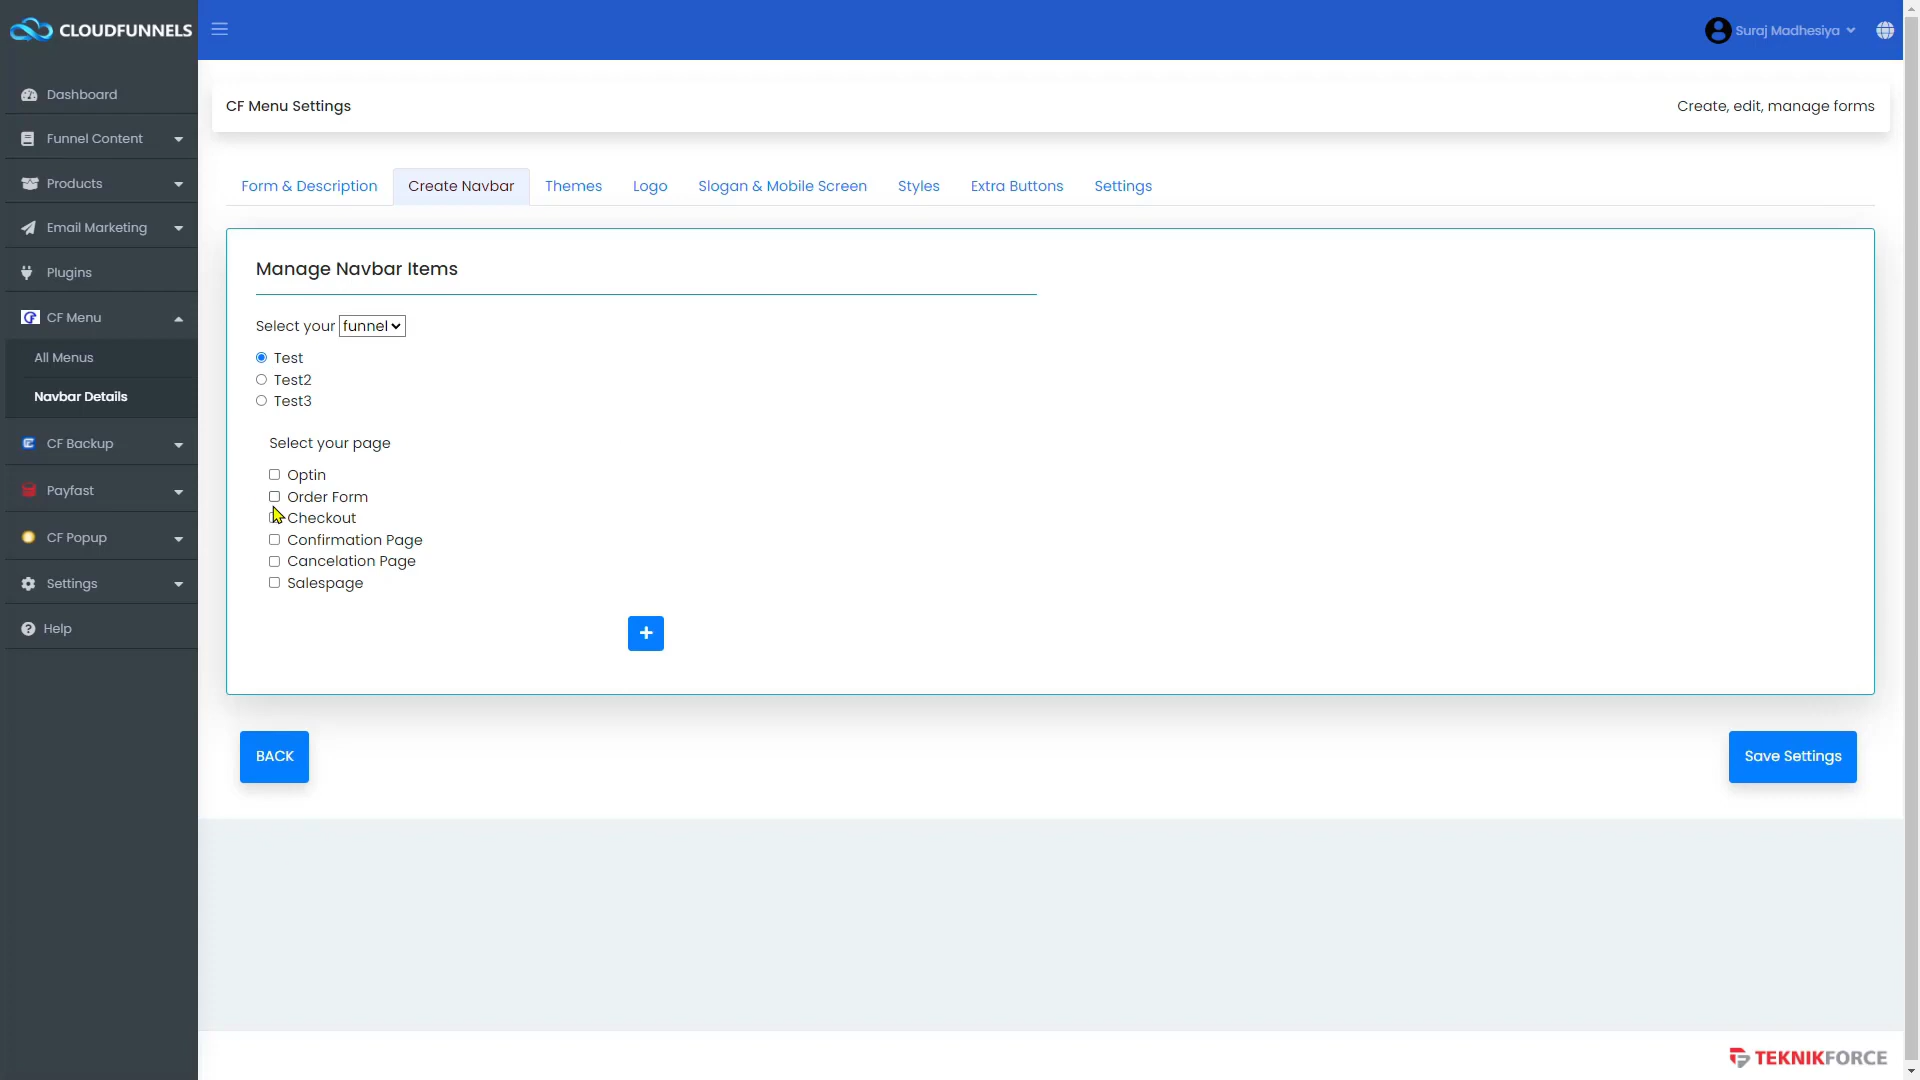 CLOUDFUNNELS
Suraj Madhesiya
Dashboard
Funnel Content
Products
Email Marketing
Plugins
CF Menu
All Menus
Navbar Details
CF Backup
Payfast
CF Popup
Settings
Help
CF Menu Settings
Create, edit, manage forms
Form & Description
Create Navbar
Themes
Logo
Slogan & Mobile Screen
Styles
Extra Buttons
Settings
Manage Navbar Items
Select your funnel
Test
Test2
Test3
Select your page
Optin
Order Form
Checkout
Confirmation Page
Cancelation Page
Salespage
+
BACK
Save Settings
TEKNIKFORCE